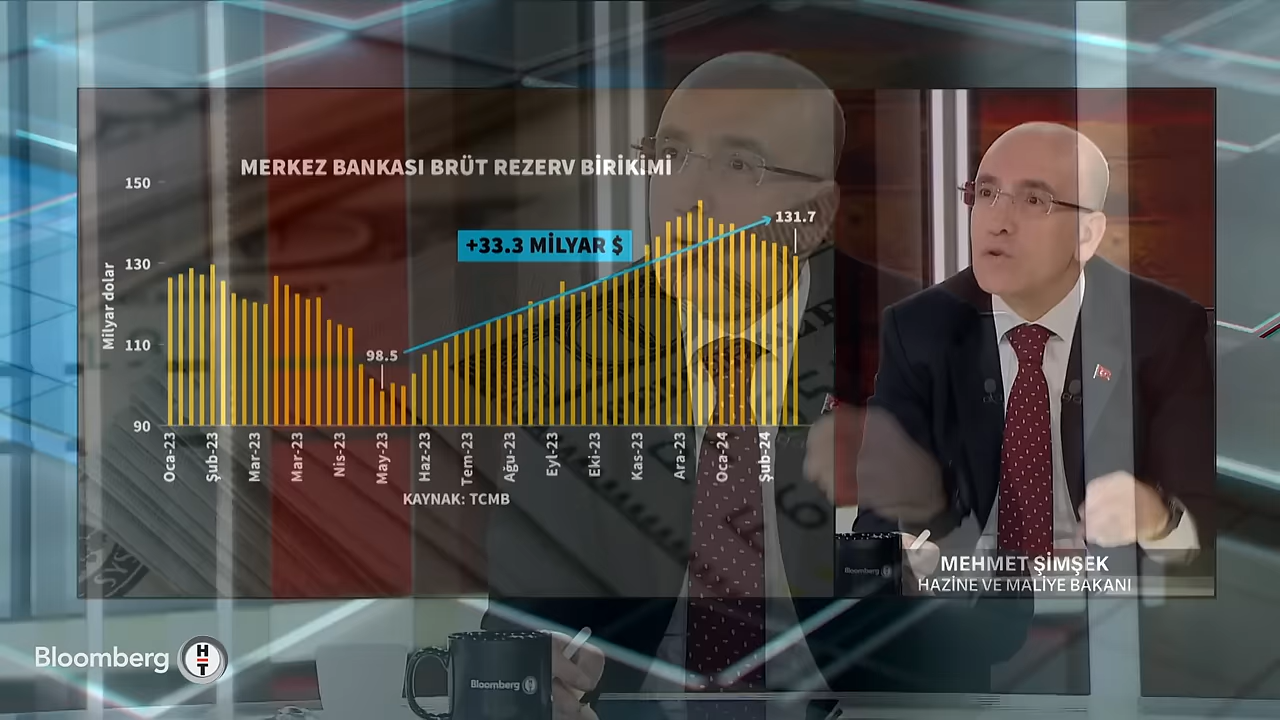 MERKEZ BANKASI BRÜT REZERV BİRİKİMİ
150
130
110
90
Milyar dolar
+33.3 MİLYAR $
131.7
98.5
Oca-23
Şub-23
Mar-23
Mar-23
Nis-23
May-23
Haz-23
Tem-23
Ağu-23
Eyl-23
Eki-23
Kas-23
Ara-23
Oca-24
Şub-24
KAYNAK: TCMB
Bloomberg HT
MEHMET ŞİMŞEK
HAZİNE VE MALİYE BAKANI
Bloomberg HT
Bloomberg